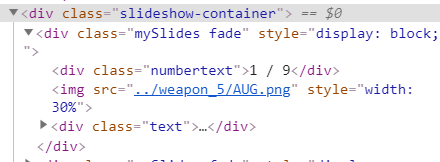 ▼<div class="slideshow-container"> == $0
▼<div class="mySlides fade" style="display: block;
">
<div class="numbertext">1 / 9</div>
<img src="../weapon_5/AUG.png" style="width:
30%">
▶<div class="text">…</div>
</div>